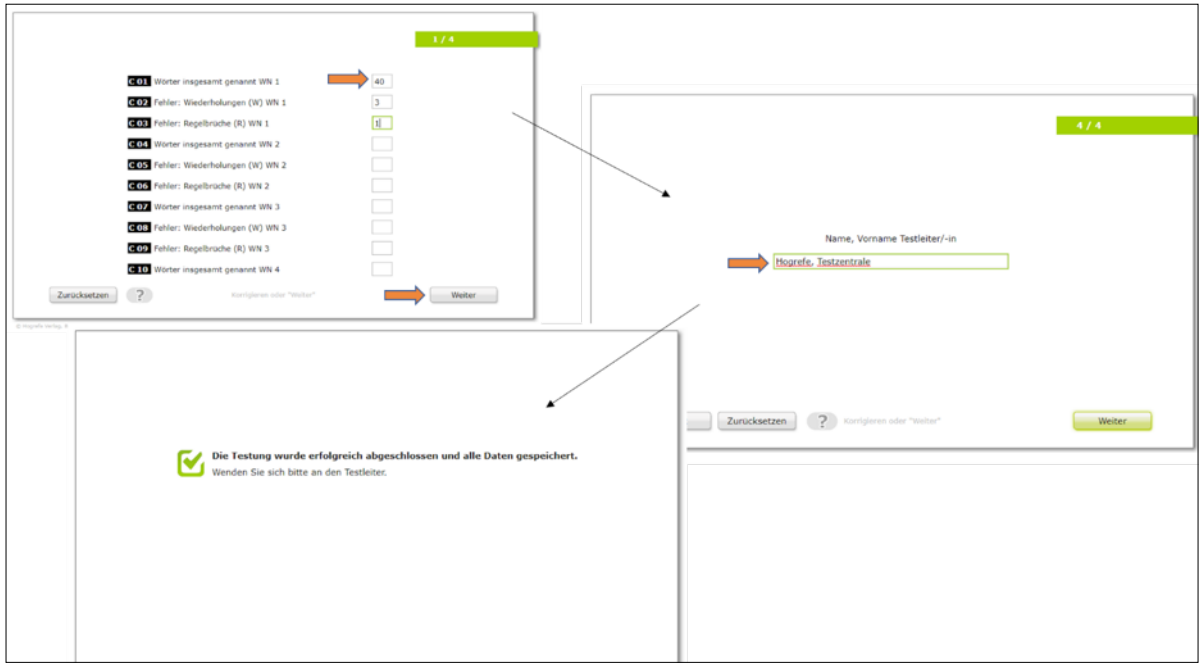 1 / 4
C 01 Wörter insgesamt genannt WN 1 40
C 02 Fehler: Wiederholungen (W) WN 1 3
C 03 Fehler: Regelbrüche (R) WN 1 1
C 04 Wörter insgesamt genannt WN 2
C 05 Fehler: Wiederholungen (W) WN 2
C 06 Fehler: Regelbrüche (R) WN 2
C 07 Wörter insgesamt genannt WN 3
C 08 Fehler: Wiederholungen (W) WN 3
C 09 Fehler: Regelbrüche (R) WN 3
C 10 Wörter insgesamt genannt WN 4
Zurücksetzen ? Korrigieren oder "Weiter" Weiter
© Hogrefe Verlag, G
4 / 4
Name, Vorname Testleiter/-in
Hogrefe, Testzentrale
Zurücksetzen ? Korrigieren oder "Weiter" Weiter
Die Testung wurde erfolgreich abgeschlossen und alle Daten gespeichert.
Wenden Sie sich bitte an den Testleiter.